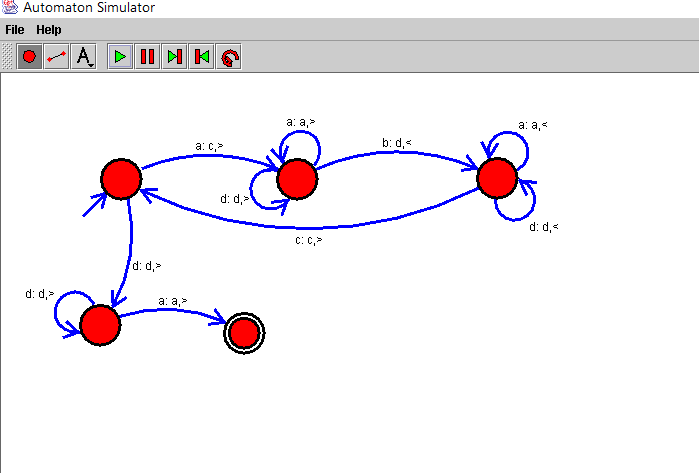 Automaton Simulator
File Help
A
a: a,>
a: a,<
a: c,>
b: d,<
d: d,>
d: d,<
c: c,>
d: d,>
d: d,>
a: a,>